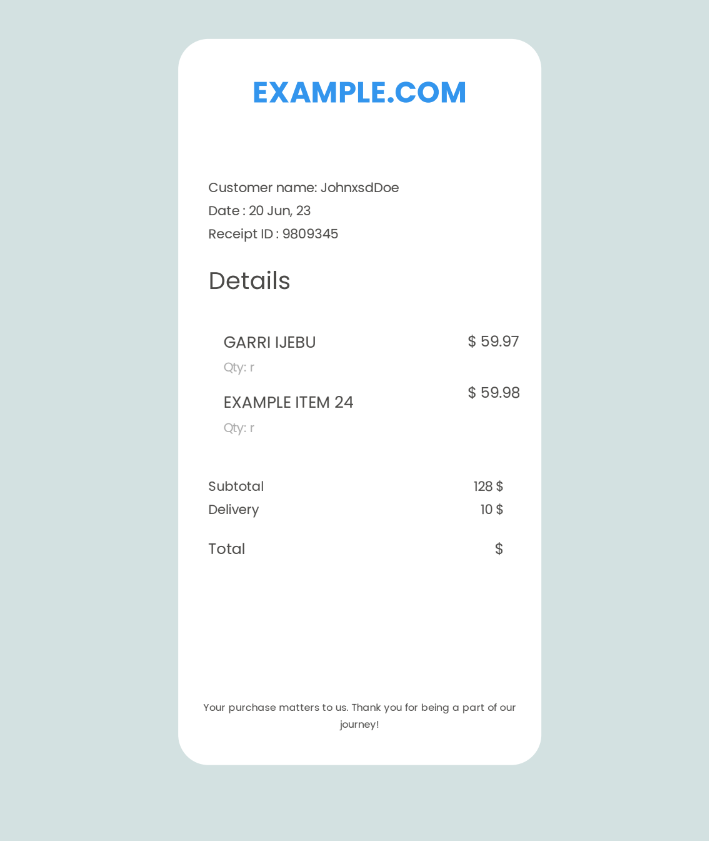 EXAMPLE.COM
Customer name: JohnxsdDoe
Date : 20 Jun, 23
Receipt ID : 9809345
Details
GARRI IJEBU $ 59.97
Qty: r
EXAMPLE ITEM 24 $ 59.98
Qty: r
Subtotal 128 $
Delivery 10 $
Total $
Your purchase matters to us. Thank you for being a part of our
journey!